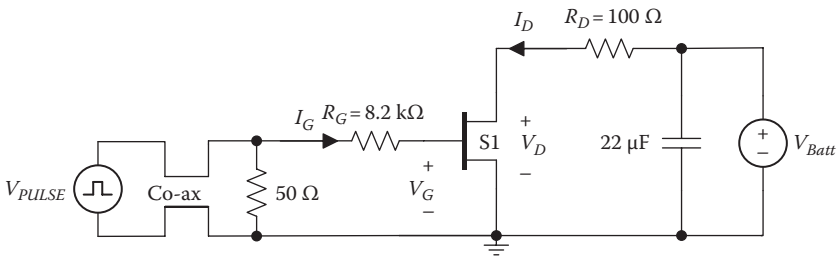 I_D
R_D = 100 Ω
I_G
R_G = 8.2 kΩ
+
S1
V_D
−
22 μF
+
−
V_Batt
V_PULSE
Co-ax
50 Ω
+
V_G
−